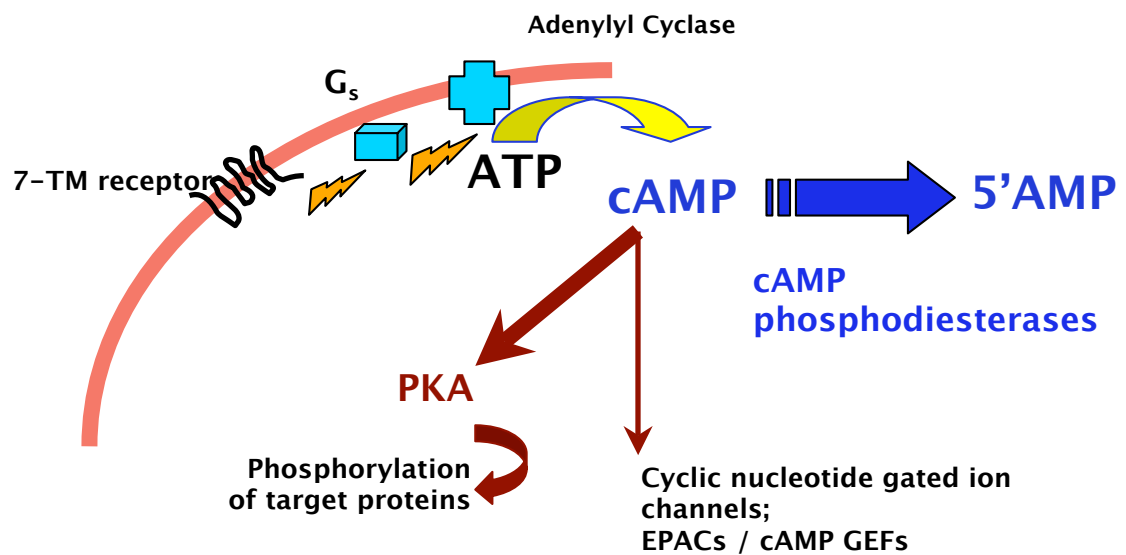 Adenylyl Cyclase
Gs
7-TM receptor
ATP
cAMP
5'AMP
cAMP
phosphodiesterases
PKA
Phosphorylation
of target proteins
Cyclic nucleotide gated ion
channels;
EPACs / cAMP GEFs